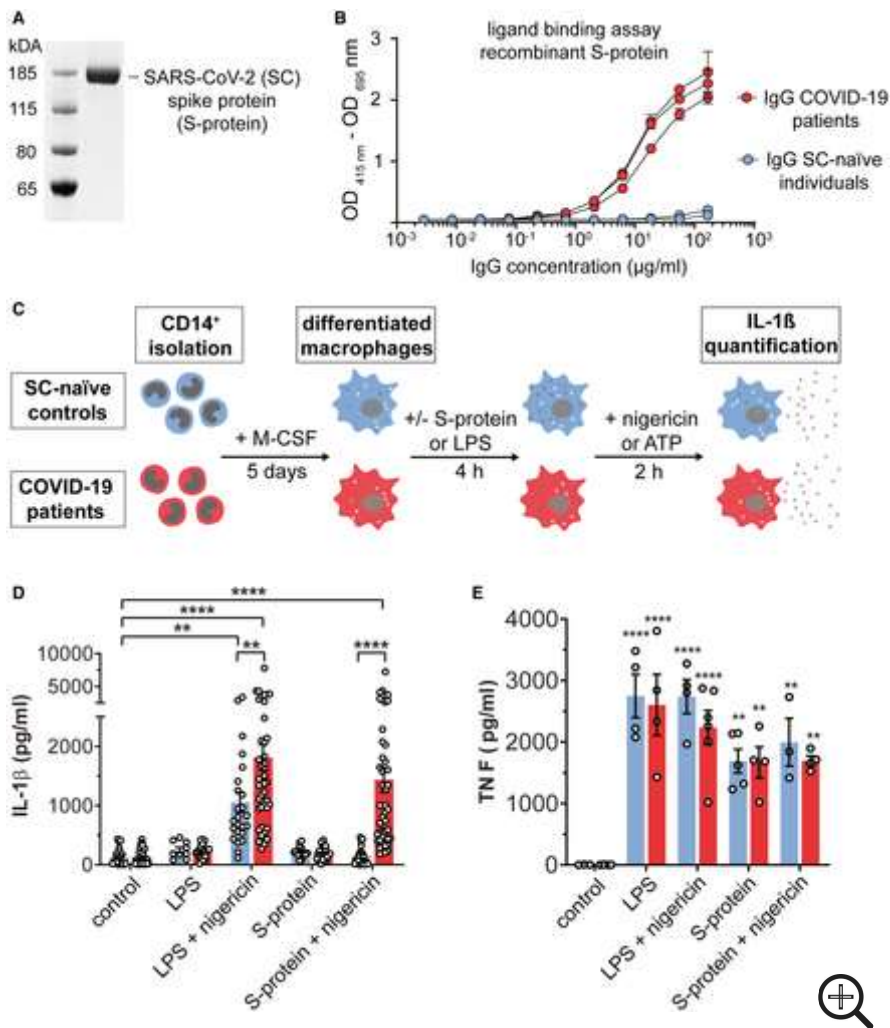 A
kDA
185
115
80
65
SARS-CoV-2 (SC)
spike protein
(S-protein)
B
ligand binding assay
recombinant S-protein
OD 415 nm - OD 695 nm
3
2
1
10-3
10-2
10-1
100
101
102
103
IgG concentration (µg/ml)
IgG COVID-19
patients
IgG SC-naïve
individuals
C
CD14+
isolation
differentiated
macrophages
IL-1ß
quantification
SC-naïve
controls
COVID-19
patients
+ M-CSF
5 days
+/- S-protein
or LPS
4 h
+ nigericin
or ATP
2 h
D
****
****
**
**
****
IL-1β (pg/ml)
10000
5000
2000
1000
0
control
LPS
LPS + nigericin
S-protein
S-protein + nigericin
E
TN F ( pg/ml)
4000
3000
2000
1000
0
****
****
****
****
**
**
**
**
control
LPS
LPS + nigericin
S-protein
S-protein + nigericin